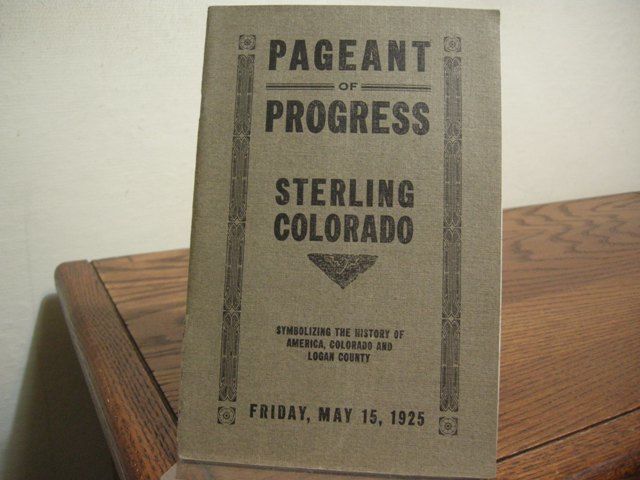 PAGEANT
OF
PROGRESS
STERLING
COLORADO
SYMBOLIZING THE HISTORY OF
AMERICA, COLORADO AND
LOGAN COUNTY
FRIDAY, MAY 15, 1925